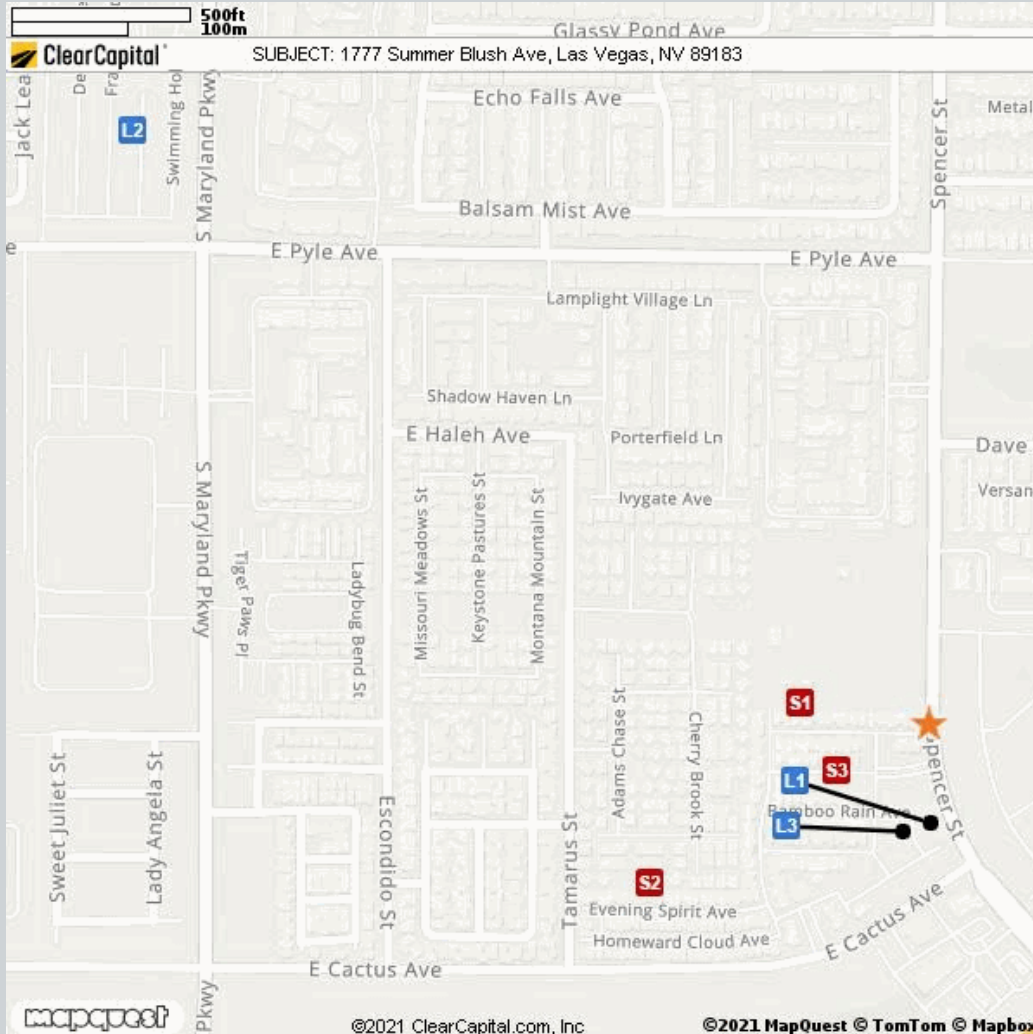 500ft
100m
Glassy Pond Ave
ClearCapital
SUBJECT: 1777 Summer Blush Ave, Las Vegas, NV 89183
Jack Lea
De
Fra
Swimming Hol
S Maryland Pkwy
L2
Echo Falls Ave
Spencer St
Metal
Balsam Mist Ave
e
E Pyle Ave
E Pyle Ave
Lamplight Village Ln
Shadow Haven Ln
E Haleh Ave
Porterfield Ln
Dave
Versan
Ivygate Ave
S Maryland Pkwy
Tiger Paws Pl
Ladybug Bend St
Missouri Meadows St
Keystone Pastures St
Montana Mountain St
Adams Chase St
Cherry Brook St
S1
Spencer St
L1
S3
Bamboo Rain Ave
L3
Sweet Juliet St
Lady Angela St
Escondido St
Tamarus St
S2
Evening Spirit Ave
Homeward Cloud Ave
E Cactus Ave
E Cactus Ave
Pkwy
mapquest
©2021 ClearCapital.com, Inc
©2021 MapQuest © TomTom © Mapbox